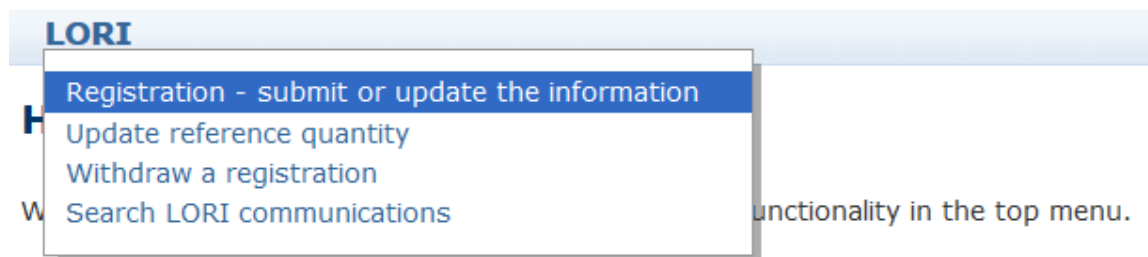 LORI
Registration - submit or update the information
H
Update reference quantity
Withdraw a registration
W
Search LORI communications
unctionality in the top menu.